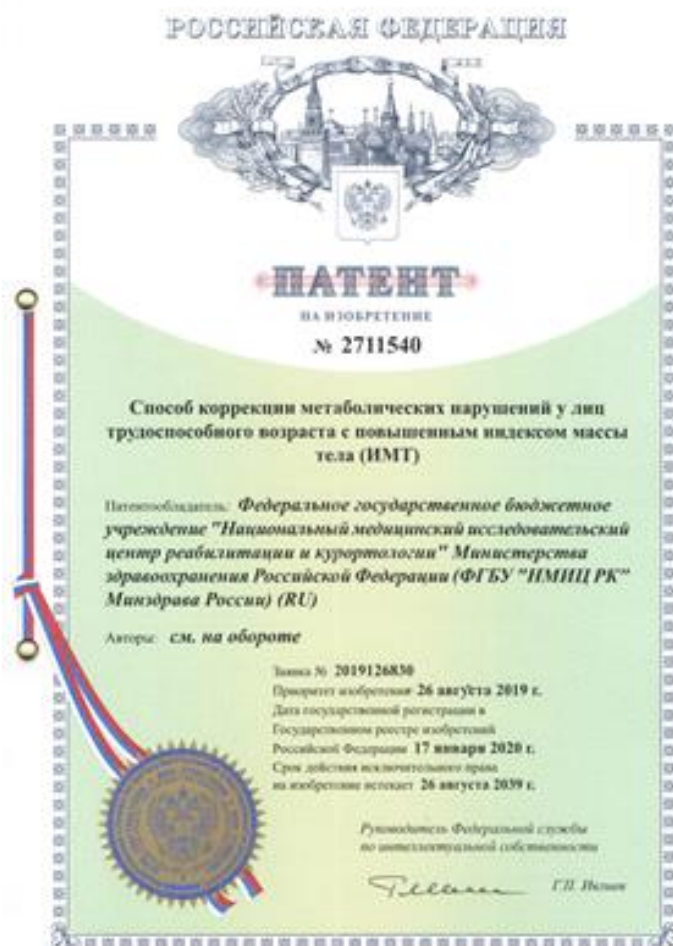 РОССИЙСКАЯ ФЕДЕРАЦИЯ
ПАТЕНТ
НА ИЗОБРЕТЕНИЕ
№ 2711540
Способ коррекции метаболических нарушений у лиц
трудоспособного возраста с повышенным индексом массы
тела (ИМТ)
Патентообладатель: Федеральное государственное бюджетное
учреждение "Национальный медицинский исследовательский
центр реабилитации и курортологии" Министерства
здравоохранения Российской Федерации (ФГБУ "НМИЦ РК"
Минздрава России) (RU)
Авторы: см. на обороте
Заявка № 2019126830
Приоритет изобретения 26 августа 2019 г.
Дата государственной регистрации в
Государственном реестре изобретений
Российской Федерации 17 января 2020 г.
Срок действия исключительного права
на изобретение истекает 26 августа 2039 г.
Руководитель Федеральной службы
по интеллектуальной собственности
Г.П. Ивлиев